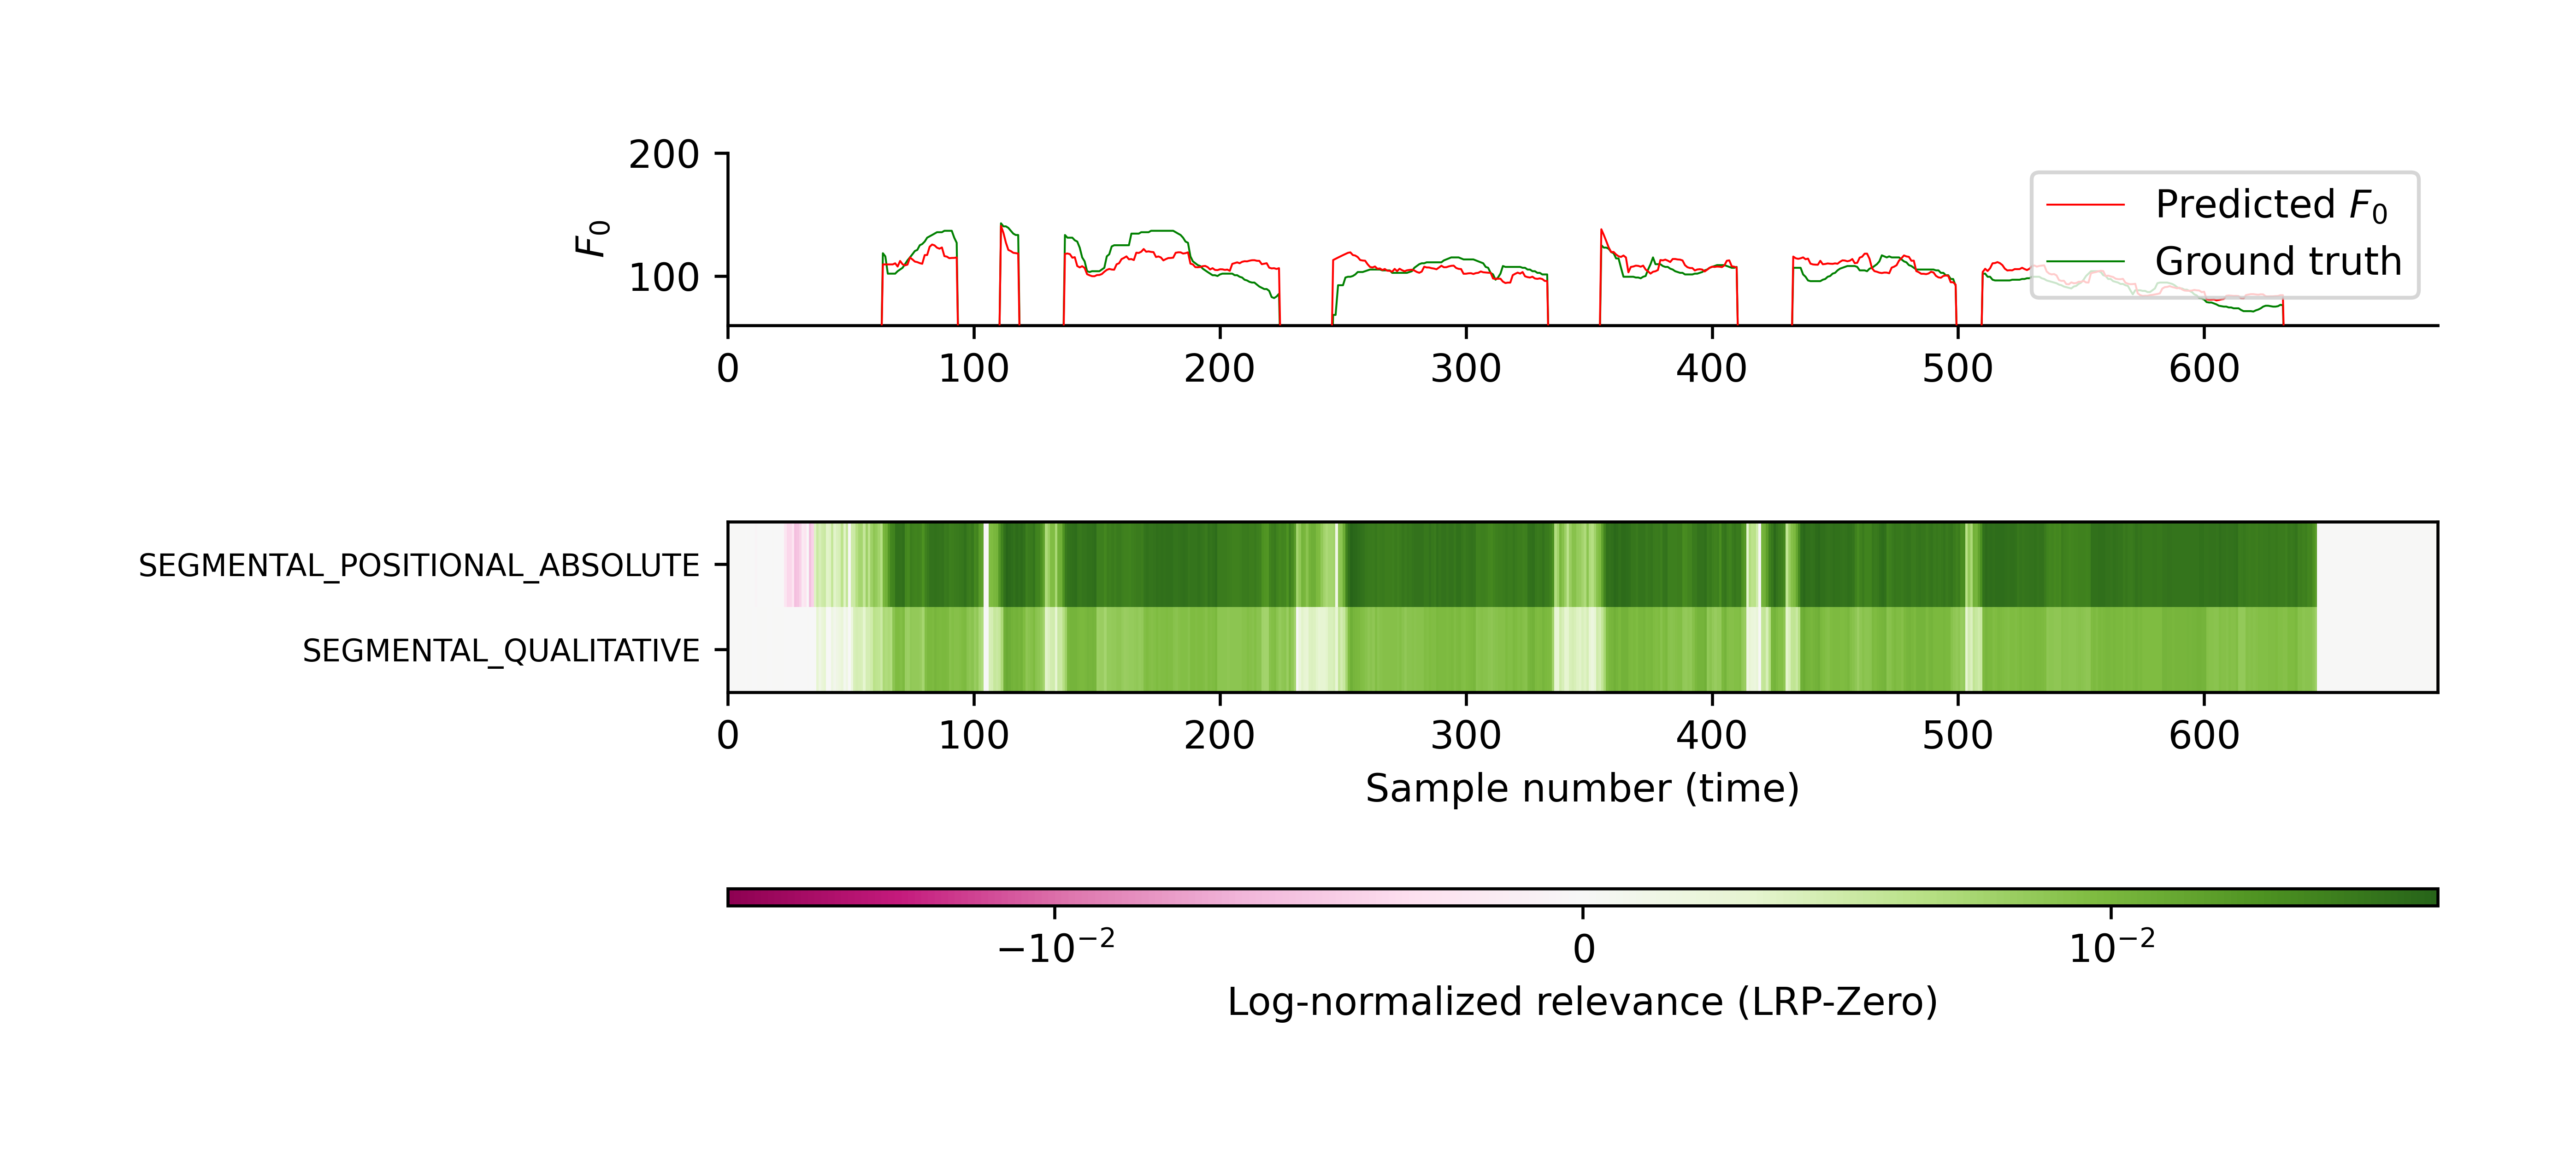 200
100
F₀
Predicted F₀
Ground truth
0 100 200 300 400 500 600
SEGMENTAL_POSITIONAL_ABSOLUTE
SEGMENTAL_QUALITATIVE
0 100 200 300 400 500 600
Sample number (time)
−10⁻² 0 10⁻²
Log-normalized relevance (LRP-Zero)